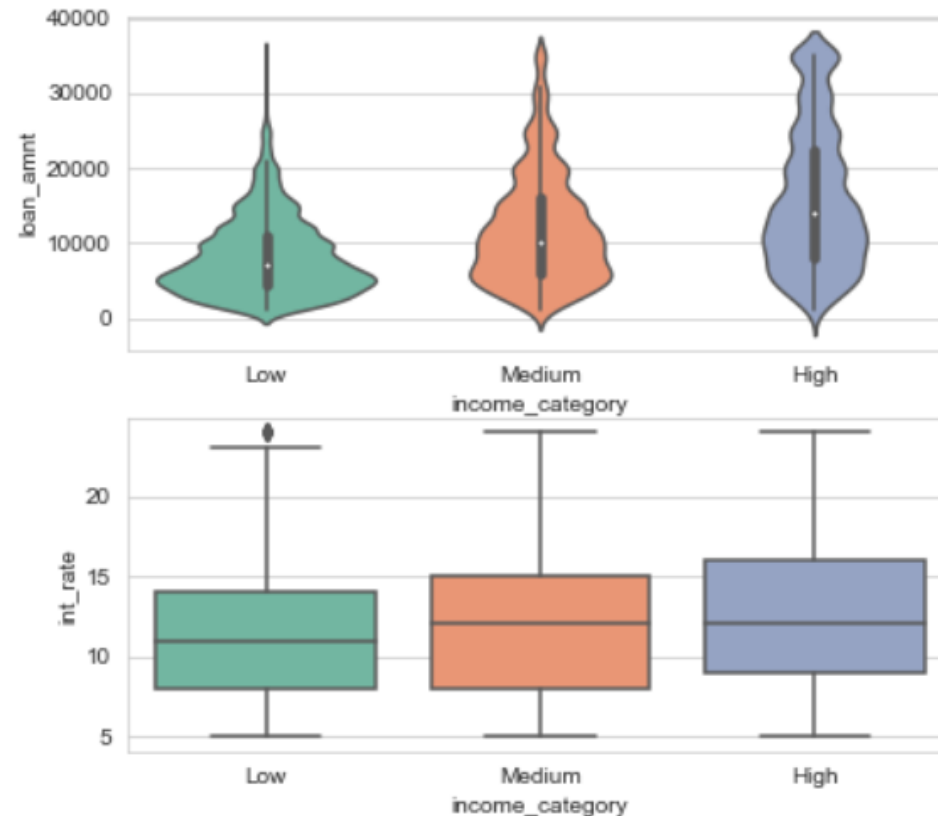 40000
30000
20000
10000
0
loan_amnt
Low Medium High
income_category
20
15
10
5
int_rate
Low Medium High
income_category